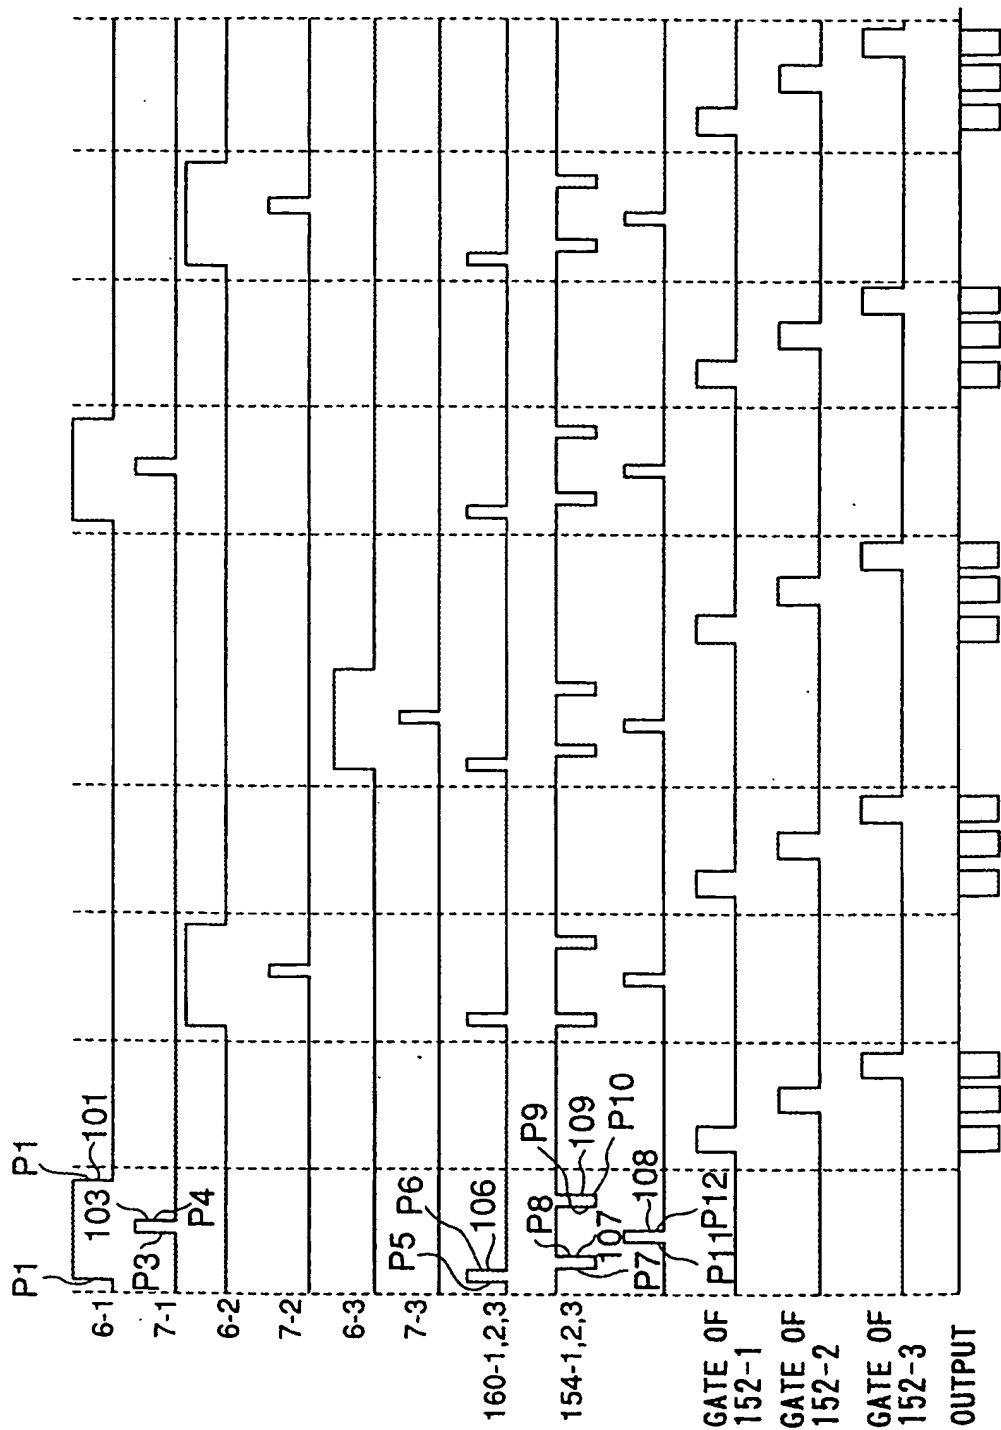 P1
P1
101
103
P3
P4
6-1
7-1
6-2
7-2
6-3
7-3
P5
P6
106
160-1,2,3
P9
109
P10
P8
107
P7
154-1,2,3
108
P11
P12
GATE OF
152-1
GATE OF
152-2
GATE OF
152-3
OUTPUT